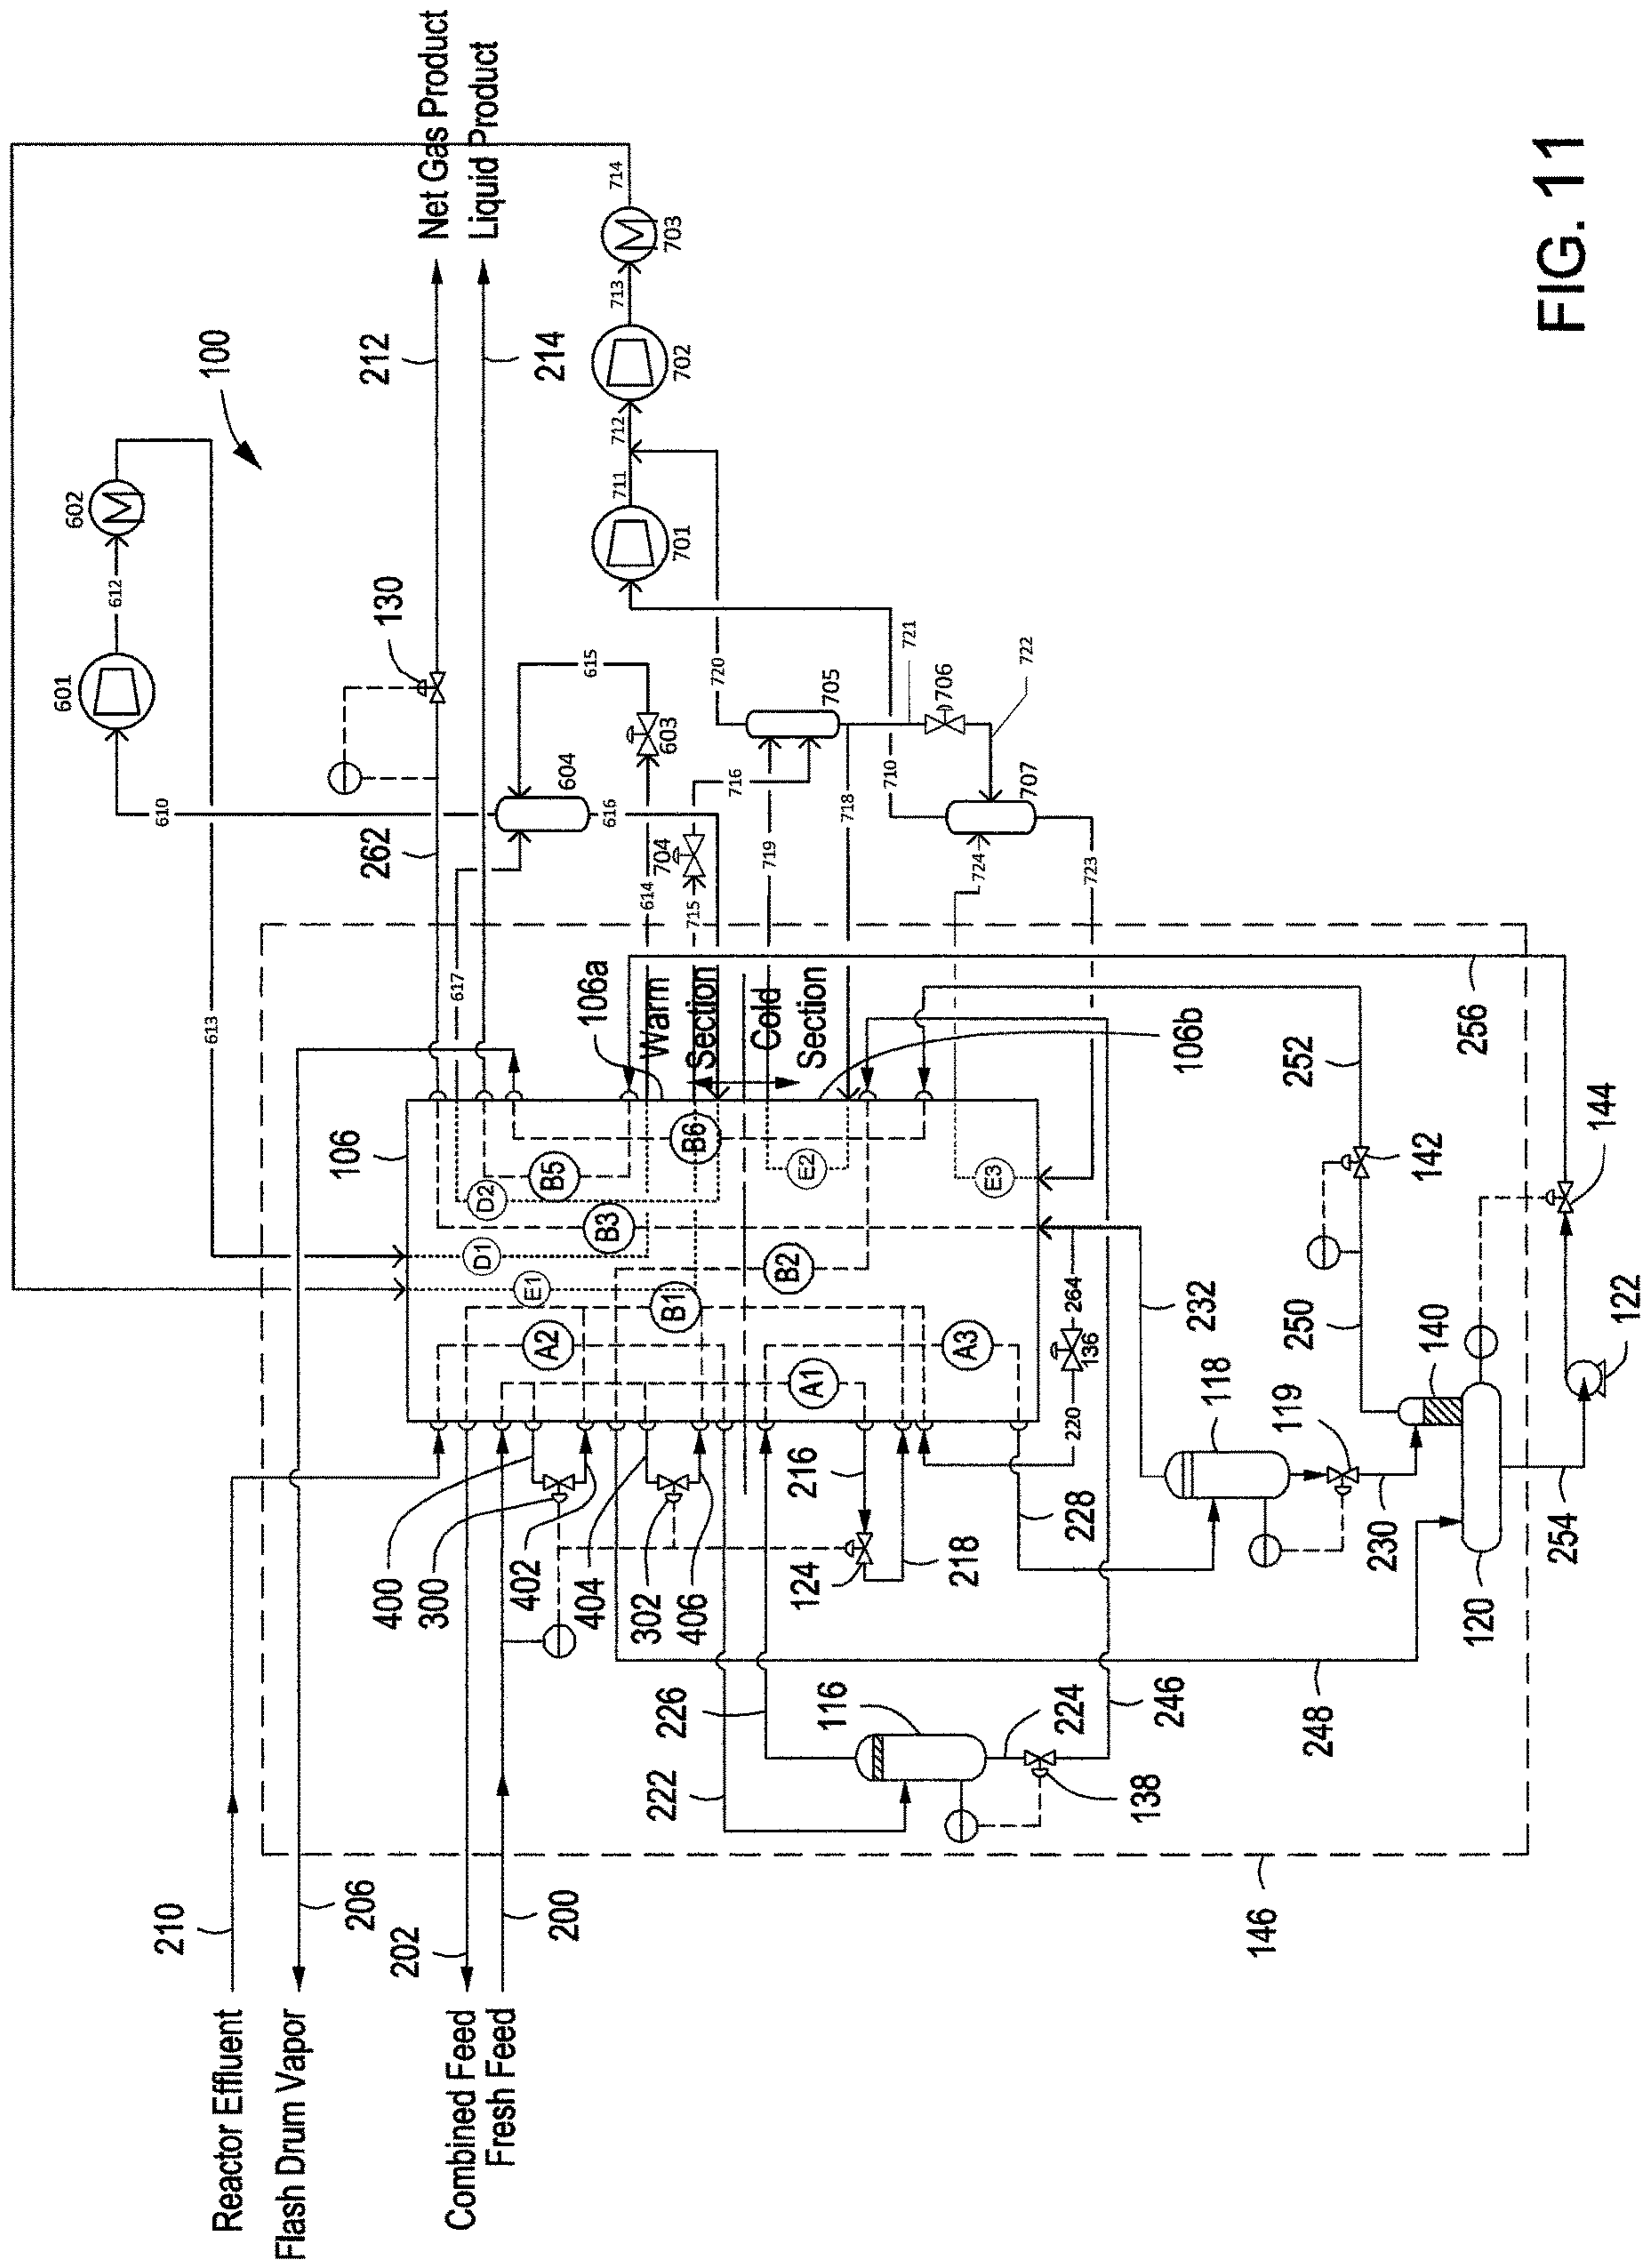 Reactor Effluent
210
Flash Drum Vapor
206
Combined Feed
202
Fresh Feed
200
146
222
226
116
224
138
246
248
400
300
402
404
302
406
124
216
218
228
220
136
264
232
118
119
230
120
254
140
250
142
252
122
144
256
106
106a
106b
Warm
Section
Cold
Section
A1
A2
A3
B1
B2
B3
B5
B6
D1
D2
E1
E2
E3
M
M
601
602
603
604
610
612
613
614
615
616
617
262
130
212
214
100
Net Gas Product
Liquid Product
701
702
703
704
705
706
707
710
711
712
713
714
715
716
718
719
720
721
722
723
724
FIG. 11